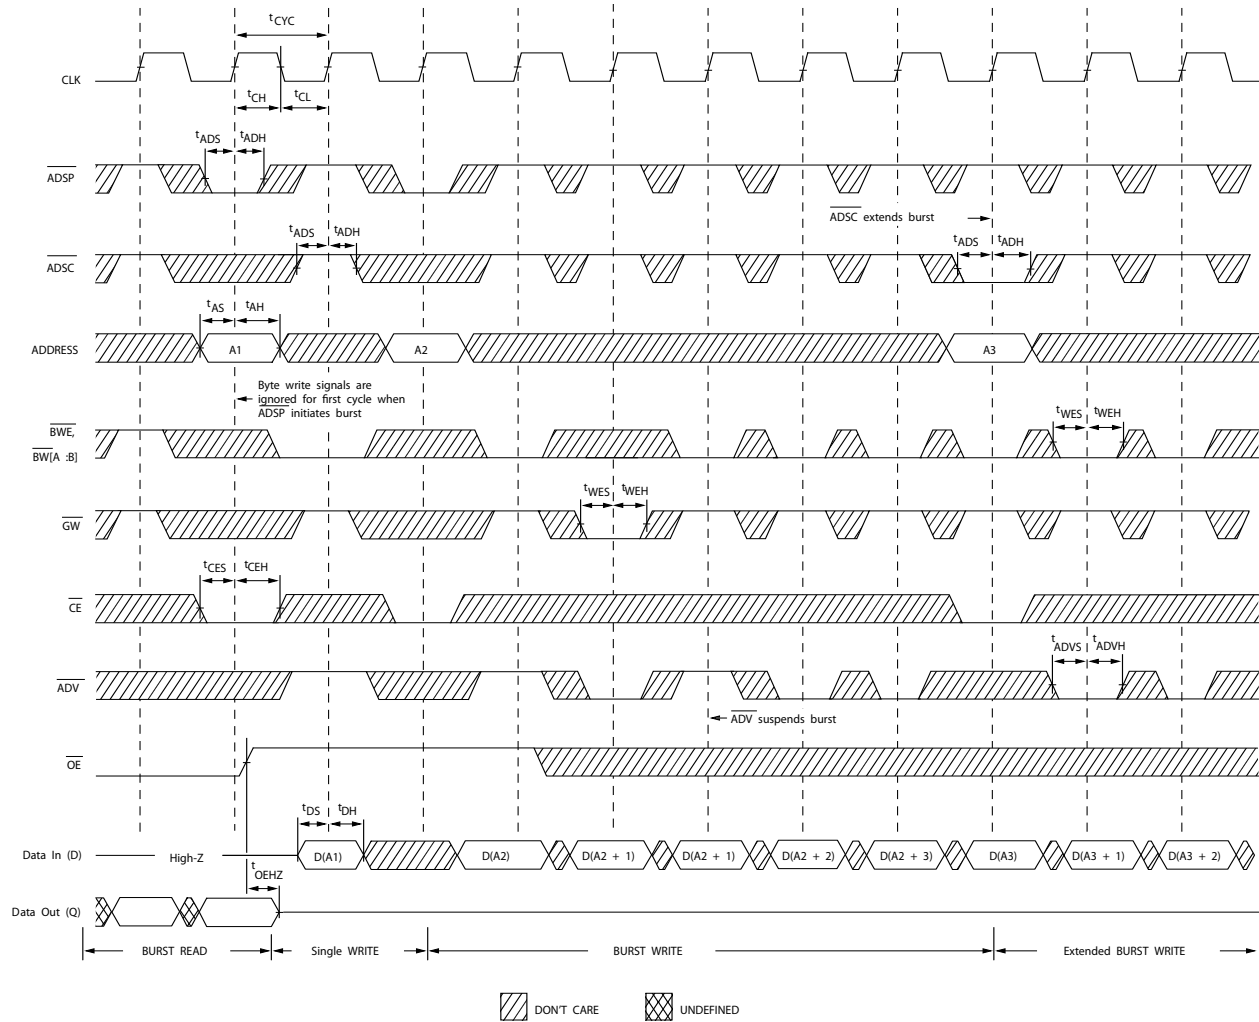 tCYC
CLK
tCH
tCL
tADS
tADH
ADSP
ADSC extends burst
tADS
tADH
tADS
tADH
ADSC
tAS
tAH
ADDRESS
A1
A2
A3
Byte write signals are
ignored for first cycle when
ADSP initiates burst
BWE,
BW[A :B]
tWES
tWEH
tWES
tWEH
GW
tCES
tCEH
CE
tADVS
tADVH
ADV
ADV suspends burst
OE
tDS
tDH
Data In (D)
High-Z
D(A1)
D(A2)
D(A2 + 1)
D(A2 + 1)
D(A2 + 2)
D(A2 + 3)
D(A3)
D(A3 + 1)
D(A3 + 2)
tOEHZ
Data Out (Q)
BURST READ
Single WRITE
BURST WRITE
Extended BURST WRITE
DON'T CARE
UNDEFINED